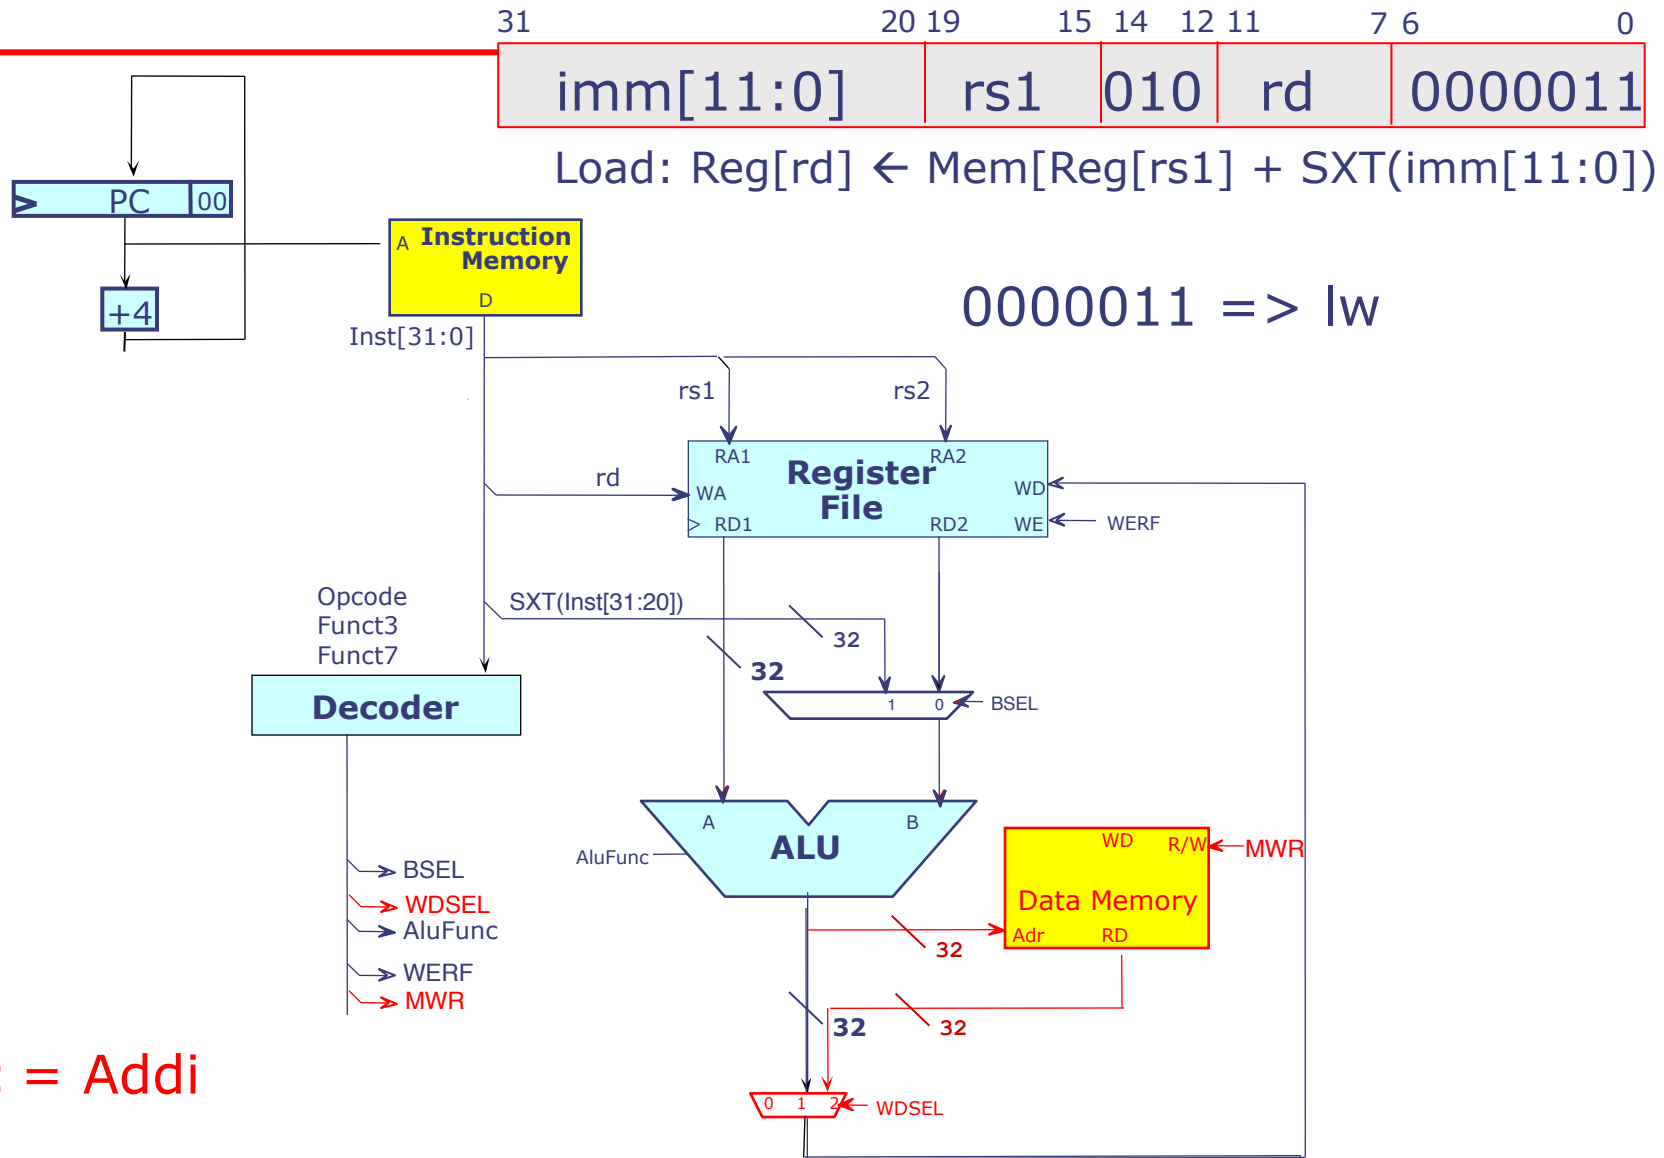 31 20 19 15 14 12 11 7 6 0
imm[11:0] rs1 010 rd 0000011
Load: Reg[rd] ← Mem[Reg[rs1] + SXT(imm[11:0])
PC 00
A Instruction
Memory
D
+4
0000011 => lw
Inst[31:0]
rs1 rs2
RA1 RA2
Register
File
rd
WA WD
> RD1 RD2 WE WERF
Opcode
Funct3
Funct7
SXT(Inst[31:20])
32
32
Decoder
1 0 BSEL
A B
ALU
AluFunc
WD R/W MWR
Data Memory
Adr RD
BSEL
WDSEL
AluFunc
WERF
MWR
32
32
32
= Addi
0 1 2 WDSEL